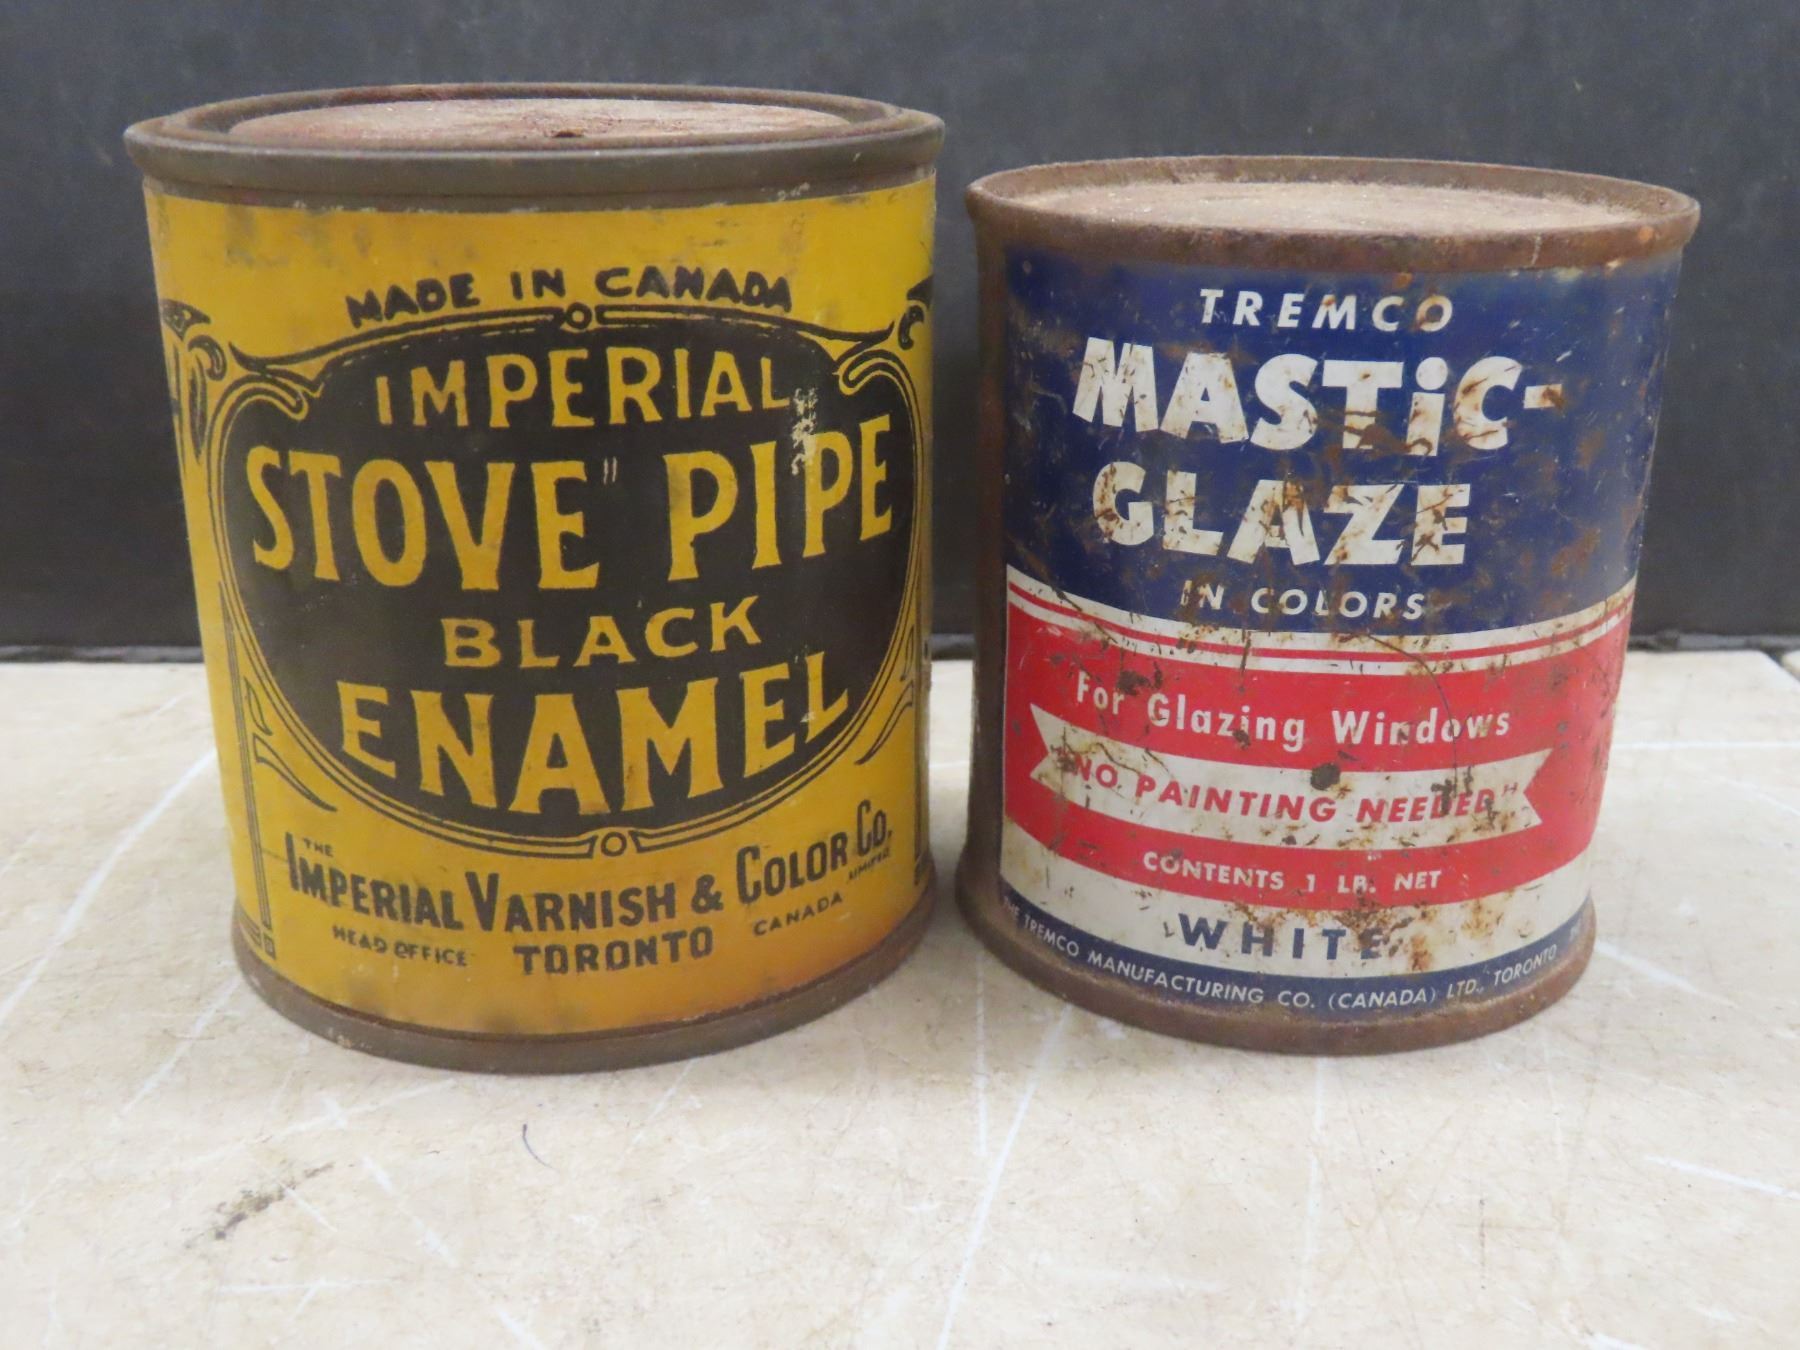 MADE IN CANADA
IMPERIAL
STOVE" PIPE
BLACK
ENAMEL
THE
IMPERIAL VARNISH & COLOR CO.
LIMITED
HEAD OFFICE TORONTO CANADA
TREMCO
MASTiC-
GLAZE
IN COLORS
For Glazing Windows
"NO PAINTING NEEDED"
CONTENTS 1 LB. NET
WHITE
THE TREMCO MANUFACTURING CO. (CANADA) LTD., TORONTO